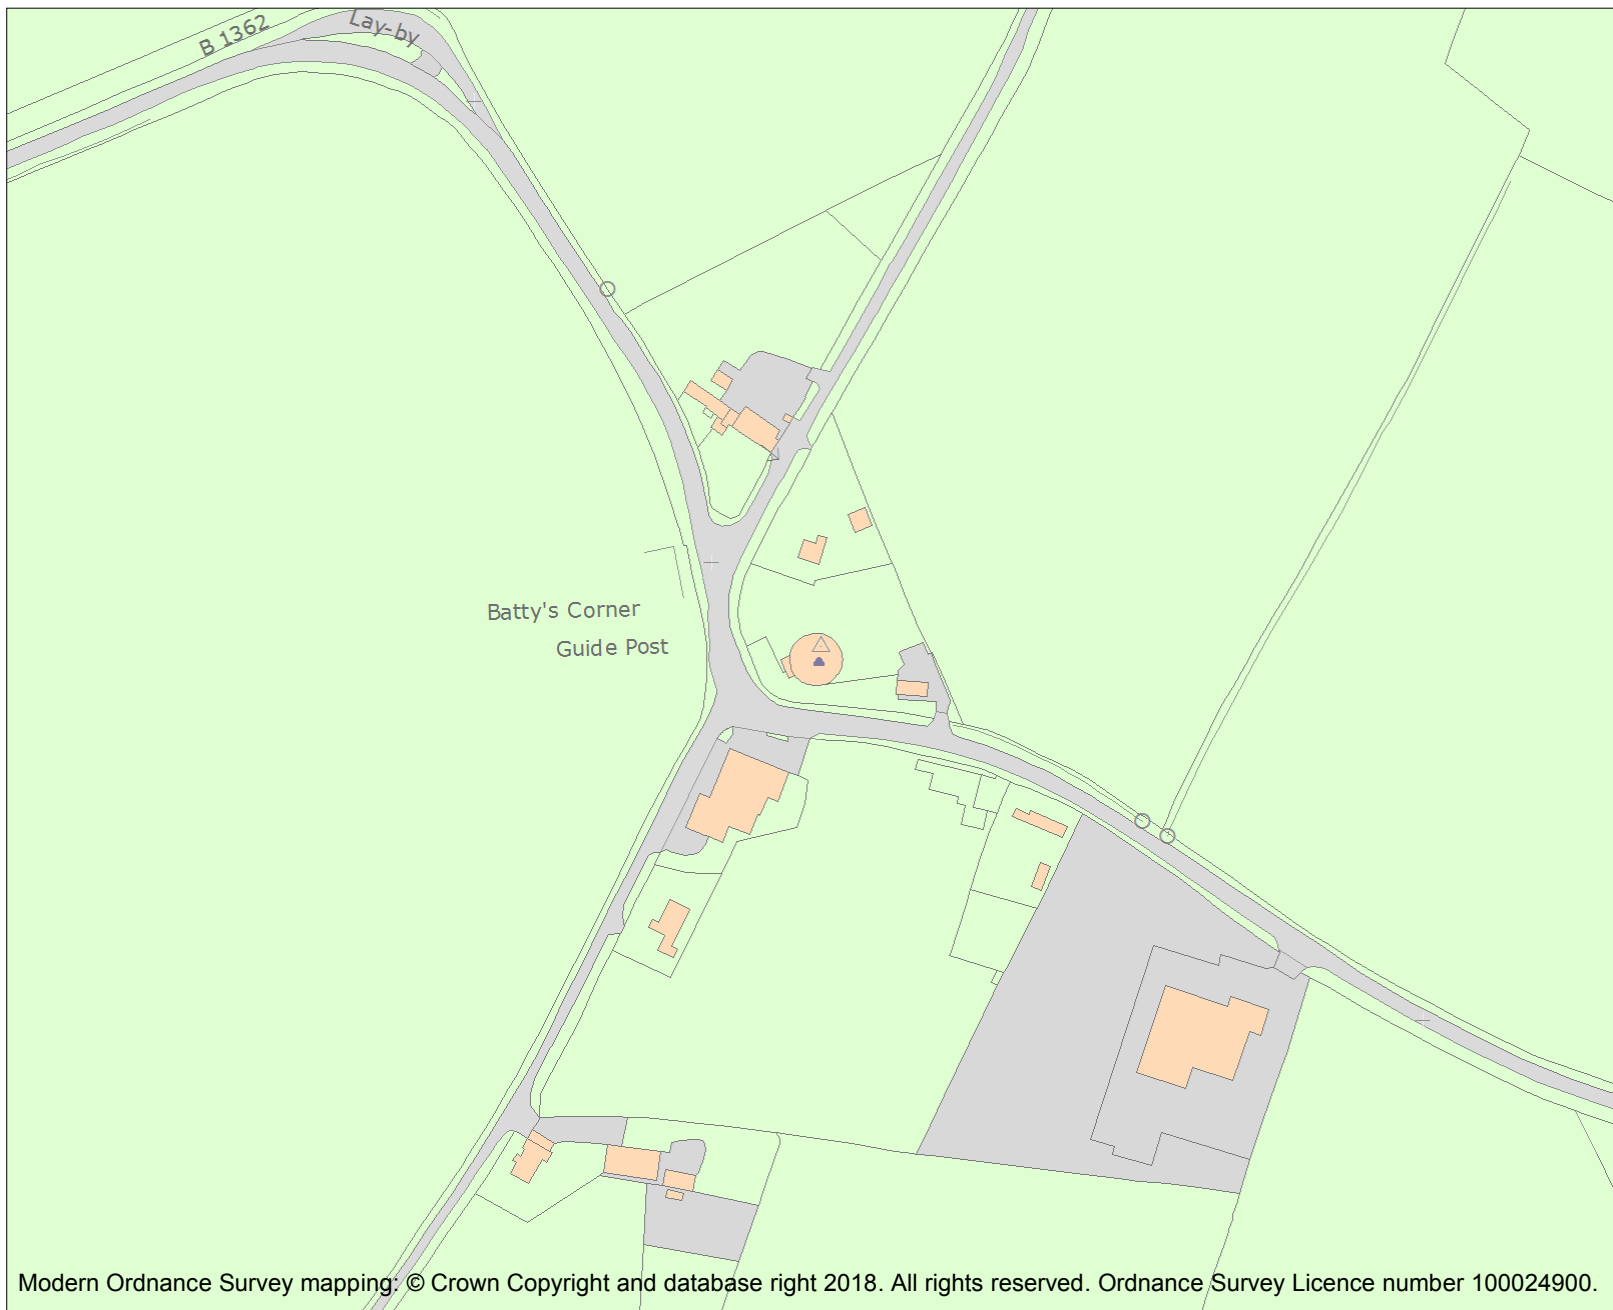 B 1362
Lay-by
Batty's Corner
Guide Post
Modern Ordnance Survey mapping: © Crown Copyright and database right 2018. All rights reserved. Ordnance Survey Licence number 100024900.